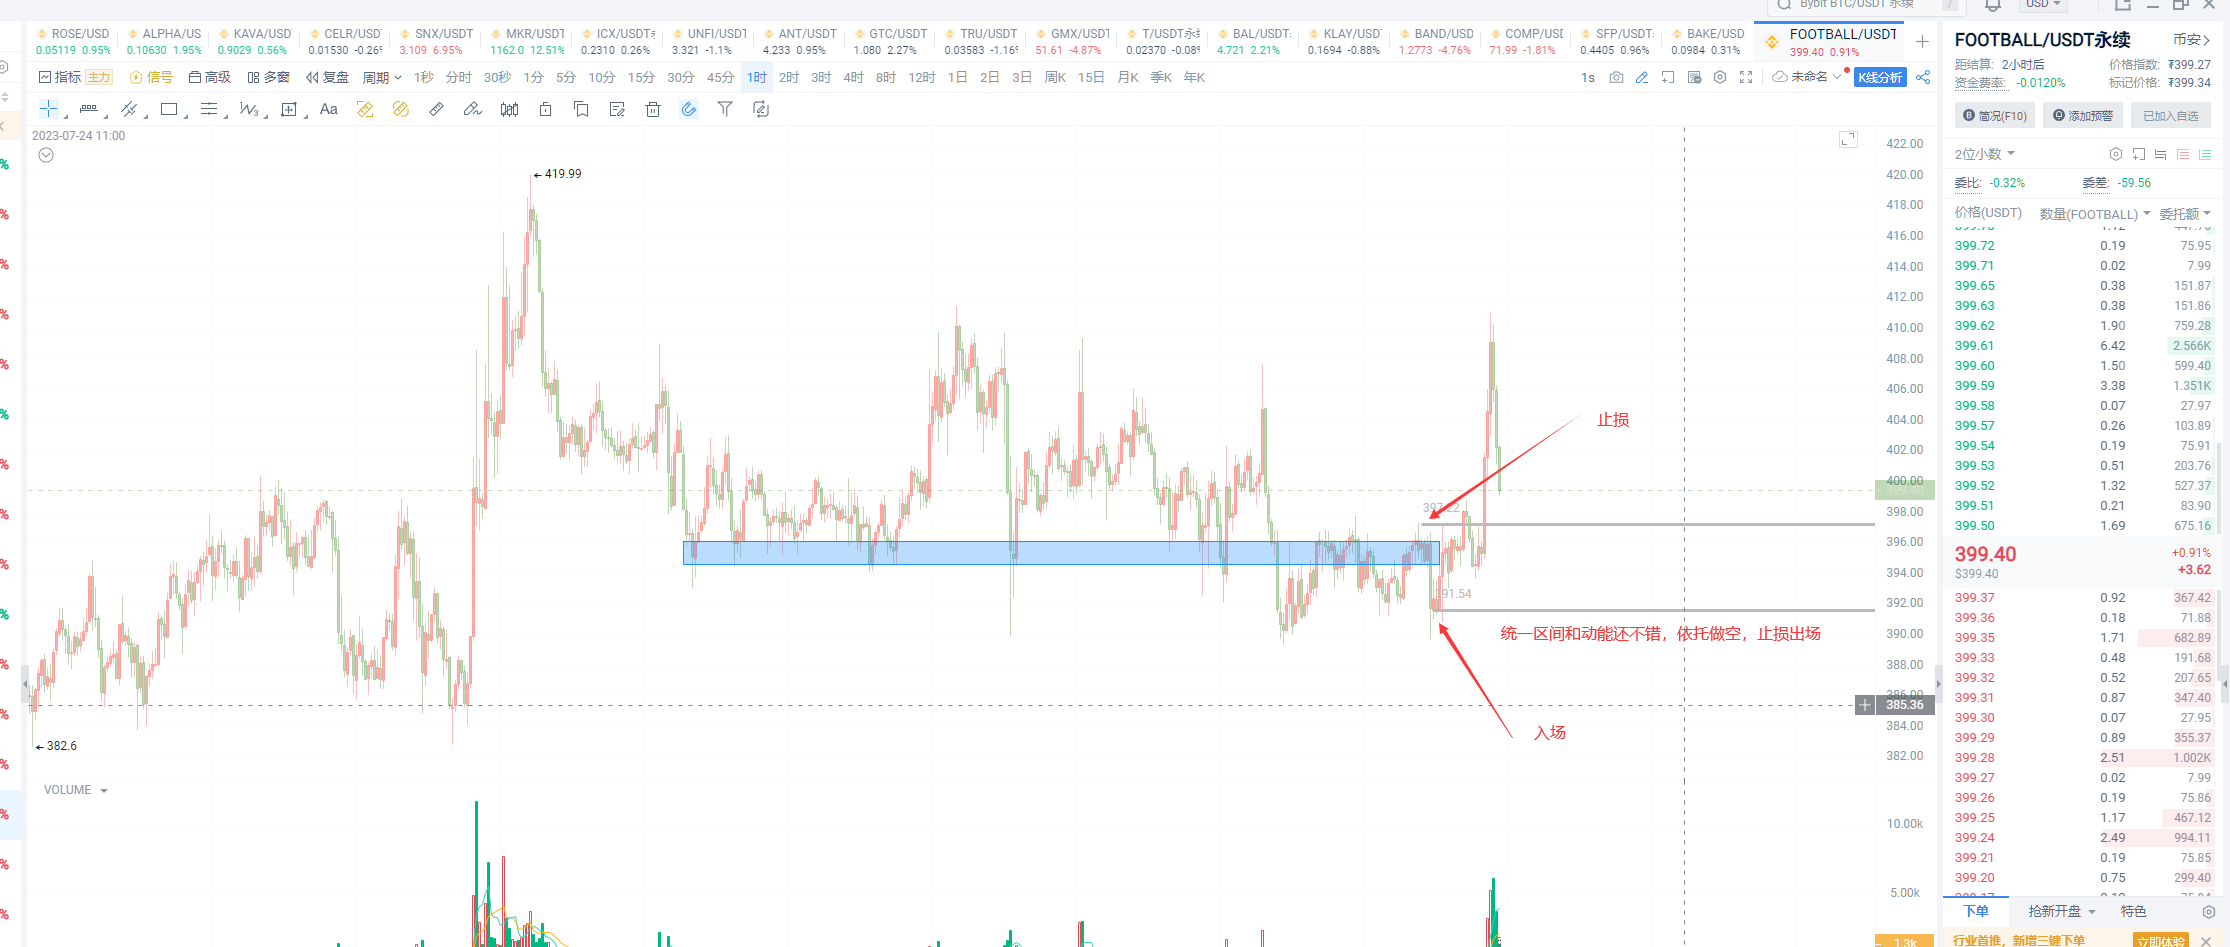 Bybit BTC/USDT 永续
/
USD
ROSE/USD
0.05119 0.95%
ALPHA/US
0.10630 1.95%
KAVA/USD
0.9029 0.56%
CELR/USD
0.01530 -0.26%
SNX/USDT
3.109 6.95%
MKR/USDT
1162.0 12.51%
ICX/USDT
0.2310 0.26%
UNFI/USDT
3.321 -1.1%
ANT/USDT
4.233 0.95%
GTC/USDT
1.080 2.27%
TRU/USDT
0.03583 -1.16%
GMX/USDT
51.61 -4.87%
T/USDT永
0.02370 -0.08%
BAL/USDT
4.721 2.21%
KLAY/USD
0.1694 -0.88%
BAND/USD
1.2773 -4.76%
COMP/USD
71.99 -1.81%
SFP/USDT
0.4405 0.96%
BAKE/USD
0.0984 0.31%
FOOTBALL/USDT
399.40 0.91%
指标 主力 信号 高级 多窗 复盘 周期 1秒 分时 30秒 1分 5分 10分 15分 30分 45分 1时 2时 3时 4时 8时 12时 1日 2日 3日 周K 15日 月K 季K 年K
1s 未命名 K线分析
Aa
2023-07-24 11:00
419.99
382.6
397.22
391.54
止损
统一区间和动能还不错，依托做空，止损出场
入场
422.00
420.00
418.00
416.00
414.00
412.00
410.00
408.00
406.00
404.00
402.00
400.00
399.40
398.00
396.00
394.00
392.00
390.00
388.00
386.00
385.36
384.00
382.00
VOLUME
10.00k
5.00k
1.3k
FOOTBALL/USDT永续 币安
距结算: 2小时后 价格指数: ₮399.27
资金费率: -0.0120% 标记价格: ₮399.34
简况(F10) 添加预警 已加入自选
2位小数
委比: -0.32% 委差: -59.56
价格(USDT) 数量(FOOTBALL) 委托额
399.72 0.19 75.95
399.71 0.02 7.99
399.65 0.38 151.87
399.63 0.38 151.86
399.62 1.90 759.28
399.61 6.42 2.566K
399.60 1.50 599.40
399.59 3.38 1.351K
399.58 0.07 27.97
399.57 0.26 103.89
399.54 0.19 75.91
399.53 0.51 203.76
399.52 1.32 527.37
399.51 0.21 83.90
399.50 1.69 675.16
399.40 +0.91%
$399.40 +3.62
399.37 0.92 367.42
399.36 0.18 71.88
399.35 1.71 682.89
399.33 0.48 191.68
399.32 0.52 207.65
399.31 0.87 347.40
399.30 0.07 27.95
399.29 0.89 355.37
399.28 2.51 1.002K
399.27 0.02 7.99
399.26 0.19 75.86
399.25 1.17 467.12
399.24 2.49 994.11
399.21 0.19 75.85
399.20 0.75 299.40
下单 抢新开盘 特色
行业首推，新增三键下单 立即体验